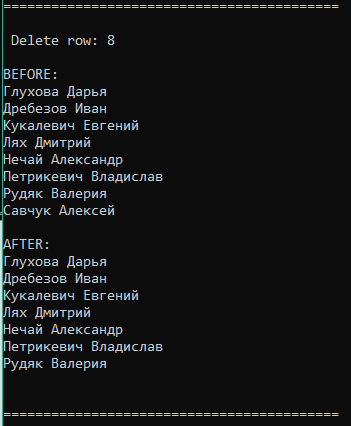 ==========================================
Delete row: 8
BEFORE:
Глухова Дарья
Дребезов Иван
Кукалевич Евгений
Лях Дмитрий
Нечай Александр
Петрикевич Владислав
Рудяк Валерия
Савчук Алексей
AFTER:
Глухова Дарья
Дребезов Иван
Кукалевич Евгений
Лях Дмитрий
Нечай Александр
Петрикевич Владислав
Рудяк Валерия
==========================================